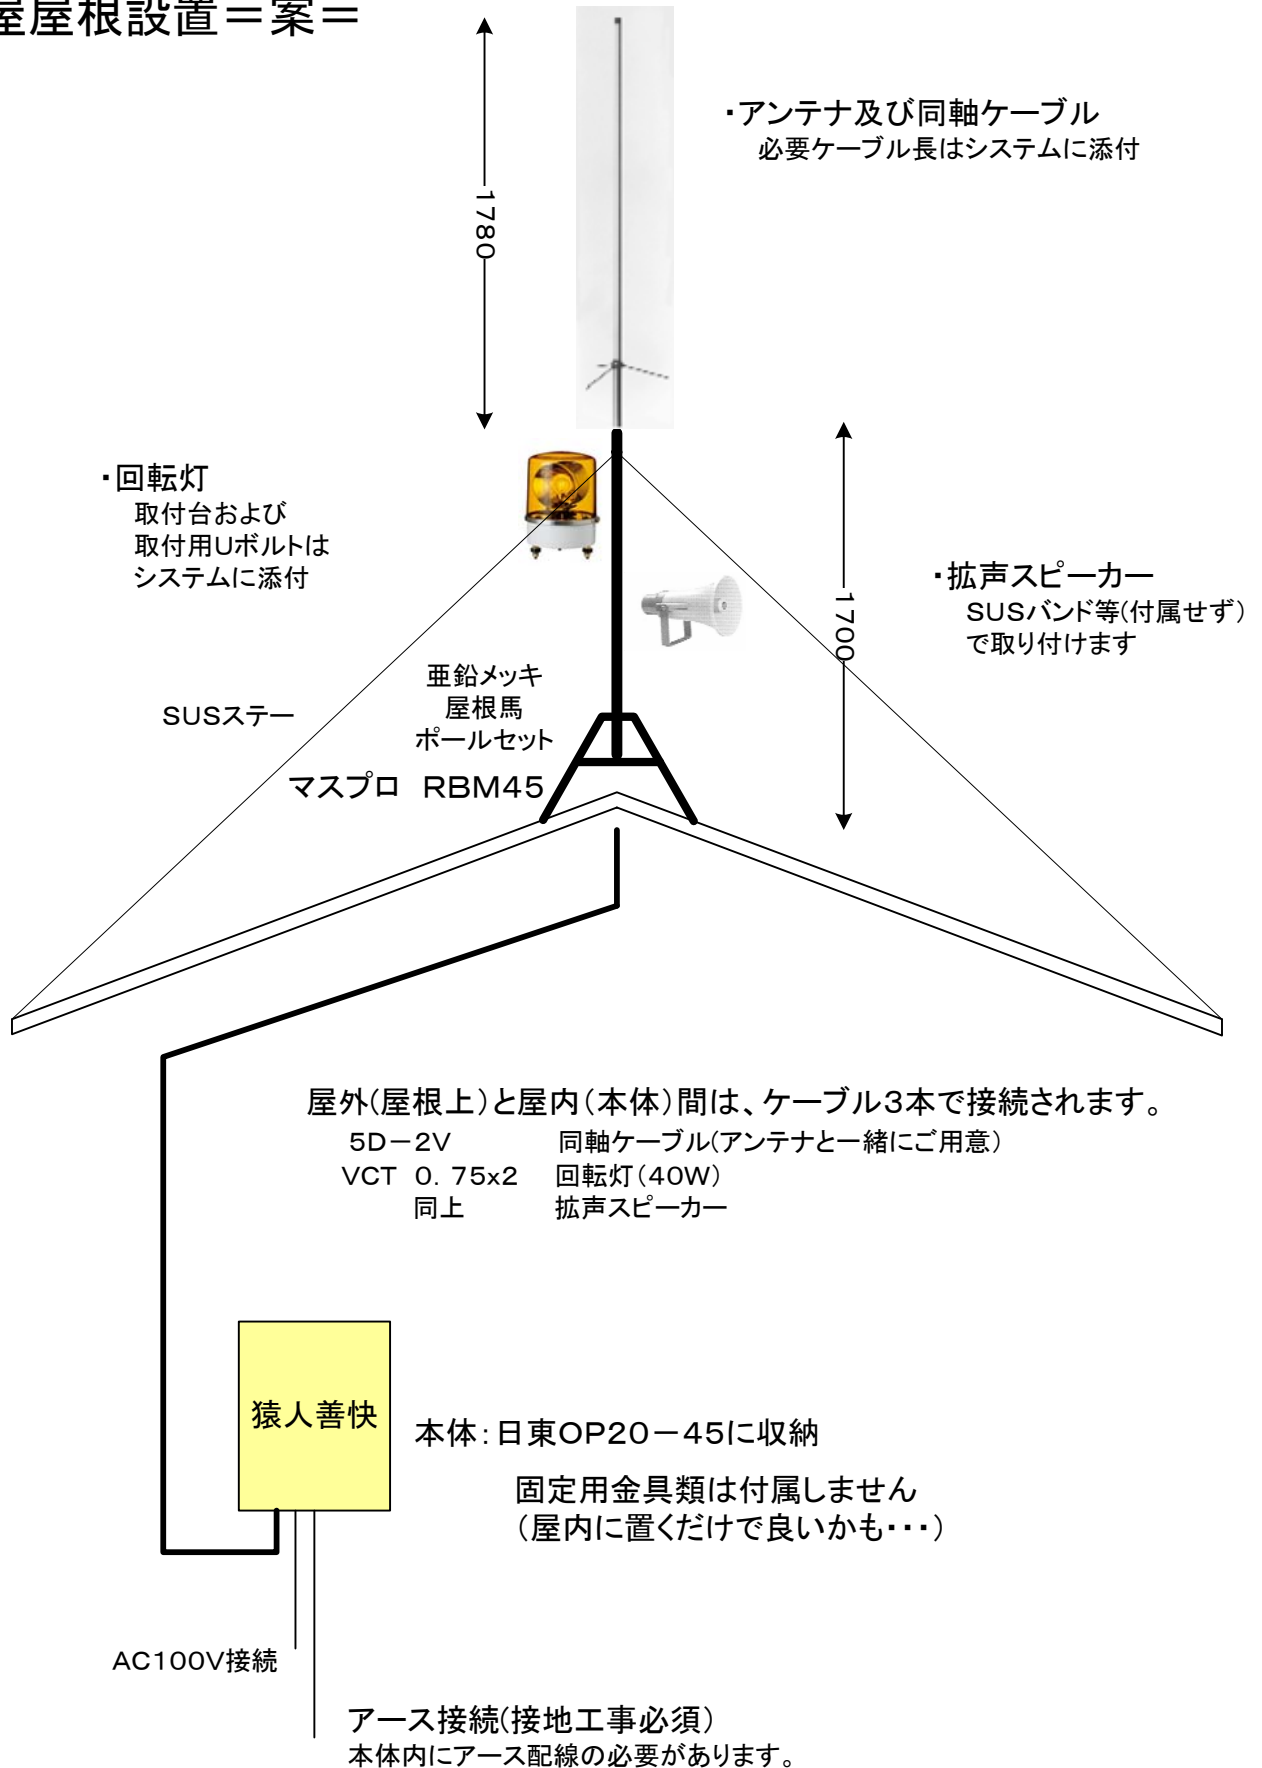 屋屋根設置＝案＝
・アンテナ及び同軸ケーブル
必要ケーブル長はシステムに添付
1780
・回転灯
取付台および
取付用Uボルトは
システムに添付
1700
・拡声スピーカー
SUSバンド等(付属せず)
で取り付けます
SUSステー
亜鉛メッキ
屋根馬
ポールセット
マスプロ　RBM45
屋外(屋根上)と屋内(本体)間は、ケーブル3本で接続されます。
5D－2V　同軸ケーブル(アンテナと一緒にご用意)
VCT　0．75x2　回転灯(40W)
同上　拡声スピーカー
猿人善快
本体：日東OP20－45に収納
固定用金具類は付属しません
(屋内に置くだけで良いかも・・・)
AC100V接続
アース接続(接地工事必須)
本体内にアース配線の必要があります。